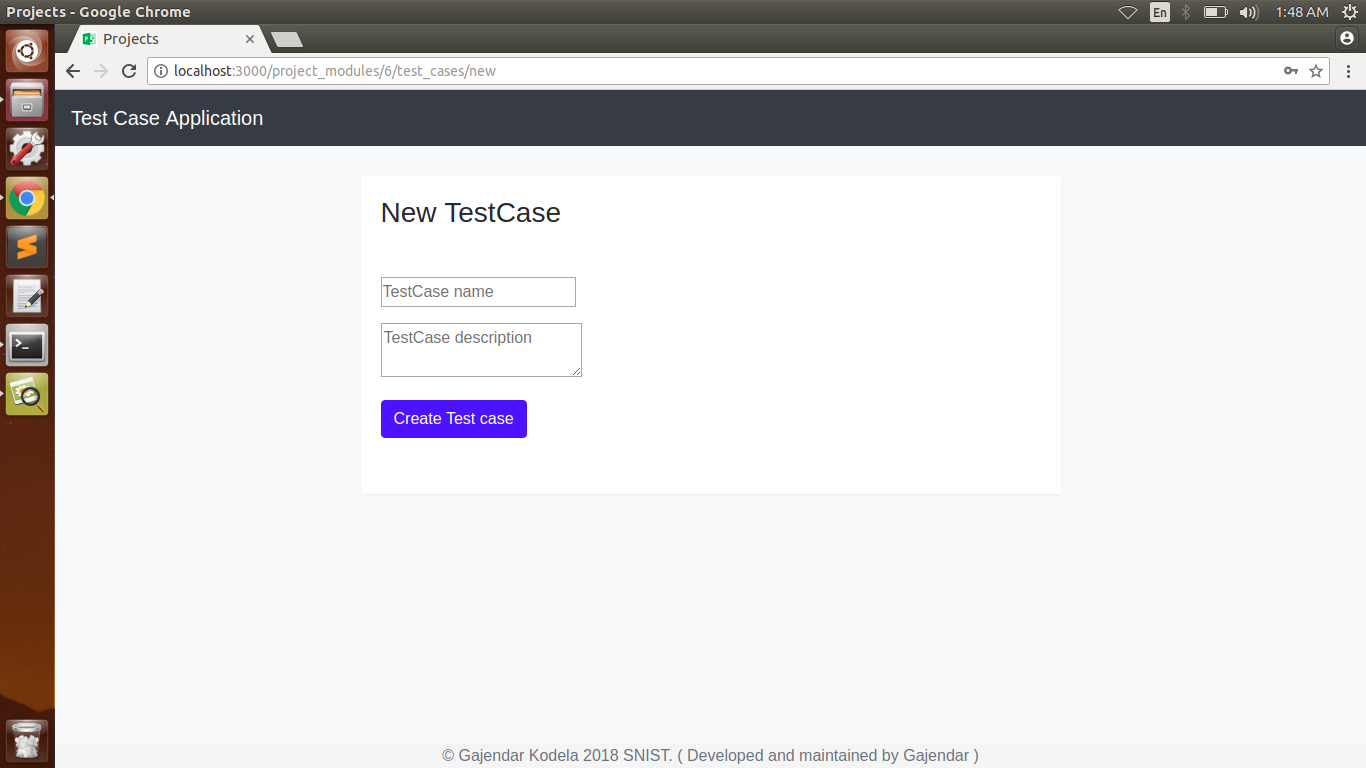 Projects - Google Chrome
En
1:48 AM
Projects
localhost:3000/project_modules/6/test_cases/new
Test Case Application
New TestCase
TestCase name
TestCase description
Create Test case
© Gajendar Kodela 2018 SNIST. ( Developed and maintained by Gajendar )